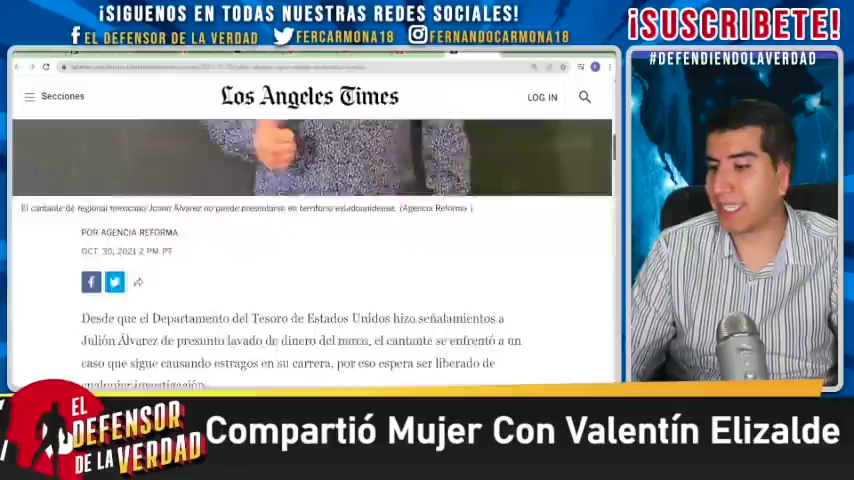 ¡SIGUENOS EN TODAS NUESTRAS REDES SOCIALES!
EL DEFENSOR DE LA VERDAD
FERCARMONA18
FERNANDOCARMONA18
¡SUSCRIBETE!
#DEFENDIENDOLAVERDAD
Secciones
Los Angeles Times
LOG IN
El cantante de regional mexicano Julión Álvarez no puede presentarse en territorio estadounidense. (Agencia Reforma )
POR AGENCIA REFORMA
OCT. 30, 2021 2 PM PT
Desde que el Departamento del Tesoro de Estados Unidos hizo señalamientos a
Julión Álvarez de presunto lavado de dinero del narco, el cantante se enfrentó a un
caso que sigue causando estragos en su carrera, por eso espera ser liberado de
cualquier investigación.
EL
DEFENSOR
DE LA VERDAD
Compartió Mujer Con Valentín Elizalde